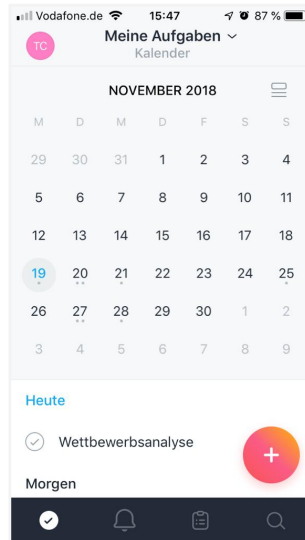 Vodafone.de 15:47 87 %
TC
Meine Aufgaben
Kalender
NOVEMBER 2018
M D M D F S S
29 30 31 1 2 3 4
5 6 7 8 9 10 11
12 13 14 15 16 17 18
19 20 21 22 23 24 25
26 27 28 29 30 1 2
3 4 5 6 7 8 9
Heute
Wettbewerbsanalyse
Morgen